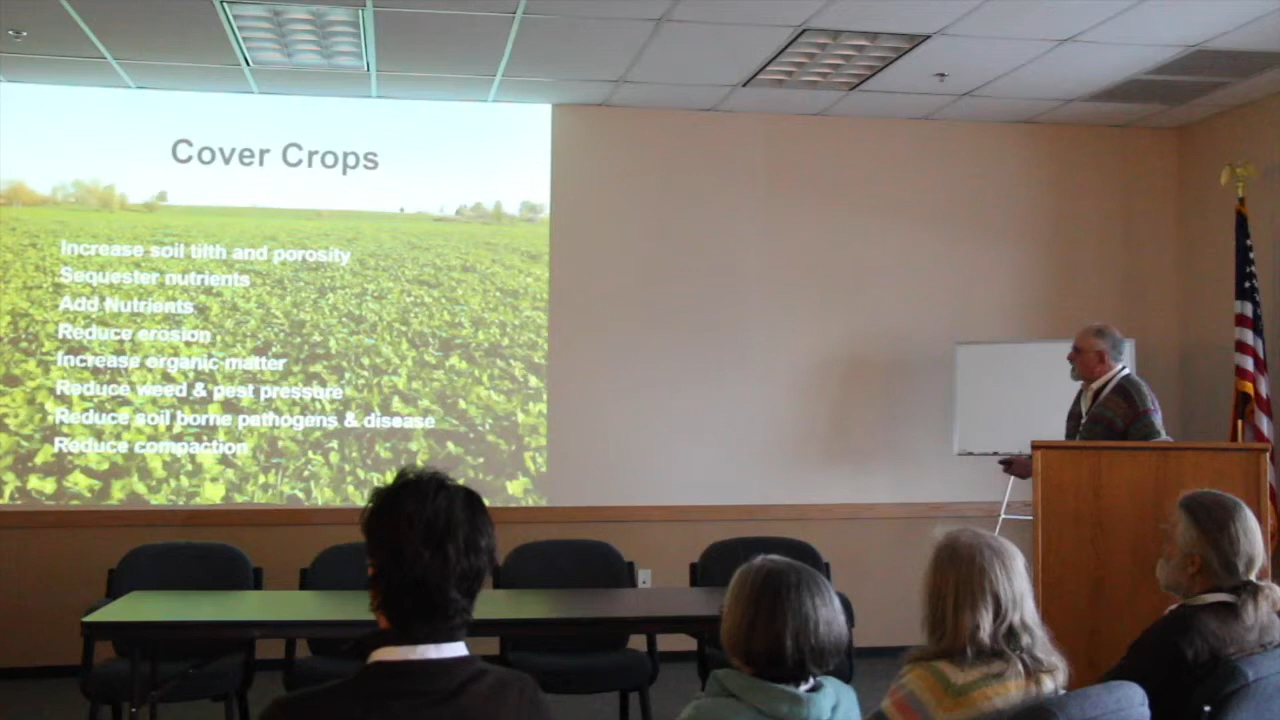 Cover Crops
Increase soil tilth and porosity
Sequester nutrients
Add Nutrients
Reduce erosion
Increase organic matter
Reduce weed & pest pressure
Reduce soil borne pathogens & disease
Reduce compaction